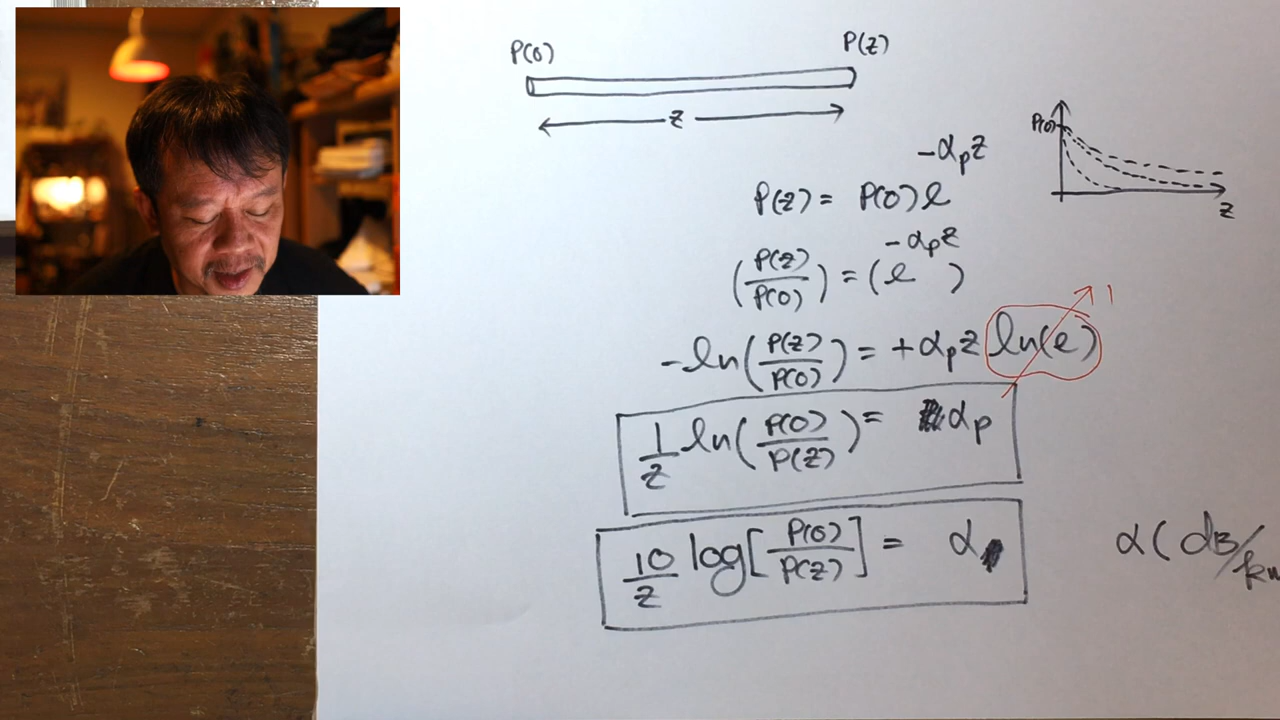 P(0) P(z)
z
P(0)
z
P(z) = P(0) e^{-α_p z}
(P(z)/P(0)) = (e^{-α_p z})
-ln(P(z)/P(0)) = +α_p z ln(e) 1
1/z ln(P(0)/P(z)) = α_p
10/z log[P(0)/P(z)] = α
α(dB/km